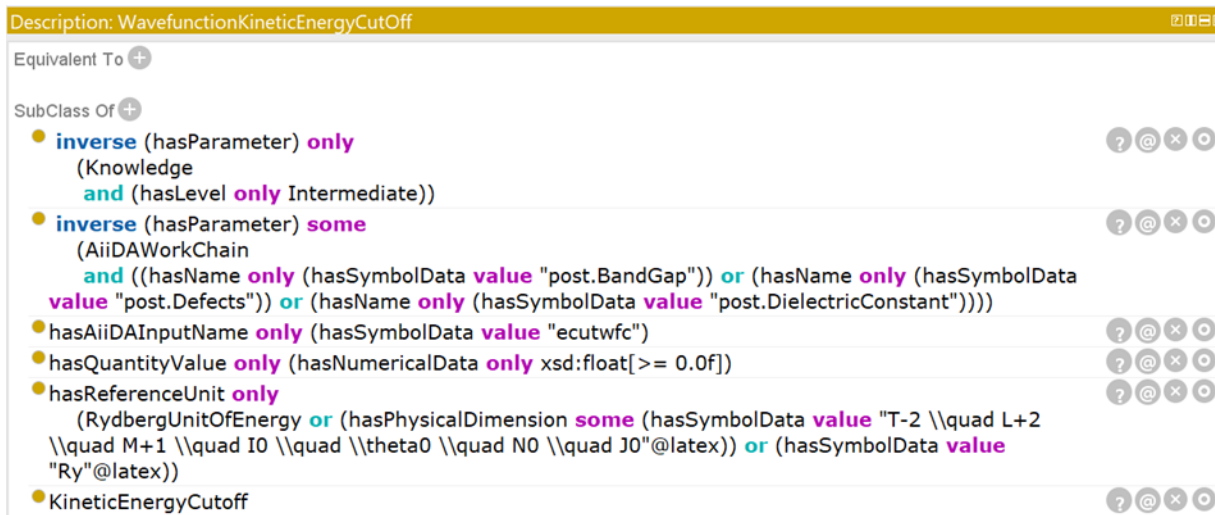 Description: WavefunctionKineticEnergyCutOff
Equivalent To
SubClass Of
inverse (hasParameter) only
(Knowledge
and (hasLevel only Intermediate))
inverse (hasParameter) some
(AiiDAWorkChain
and ((hasName only (hasSymbolData value "post.BandGap")) or (hasName only (hasSymbolData
value "post.Defects")) or (hasName only (hasSymbolData value "post.DielectricConstant"))))
hasAiiDAInputName only (hasSymbolData value "ecutwfc")
hasQuantityValue only (hasNumericalData only xsd:float[>= 0.0f])
hasReferenceUnit only
(RydbergUnitOfEnergy or (hasPhysicalDimension some (hasSymbolData value "T-2 \\quad L+2
\\quad M+1 \\quad I0 \\quad \\theta0 \\quad N0 \\quad J0"@latex)) or (hasSymbolData value
"Ry"@latex))
KineticEnergyCutoff